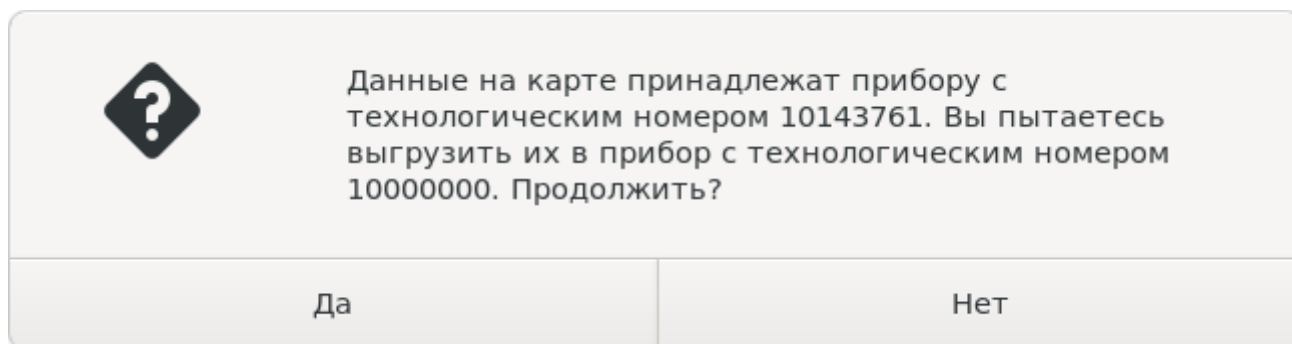 Данные на карте принадлежат прибору с
технологическим номером 10143761. Вы пытаетесь
выгрузить их в прибор с технологическим номером
10000000. Продолжить?
Да
Нет